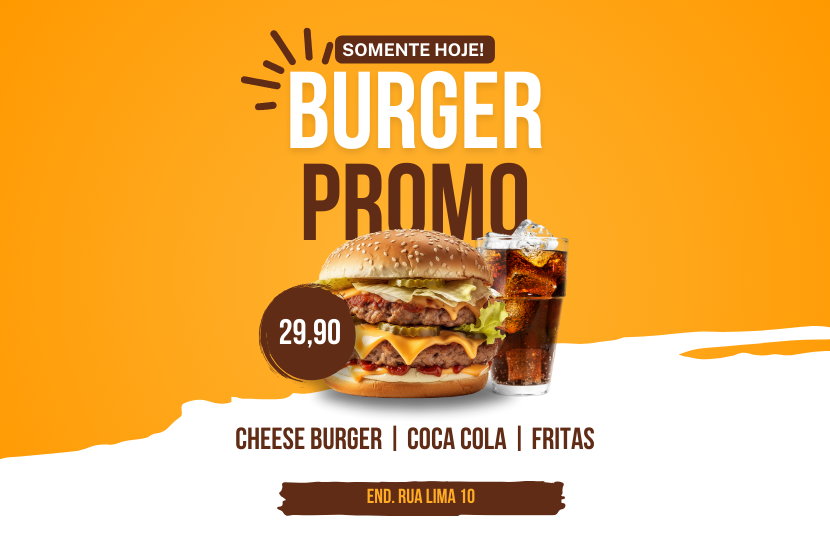 SOMENTE HOJE!
BURGER
PROMO
29,90
CHEESE BURGER | COCA COLA | FRITAS
END. RUA LIMA 10